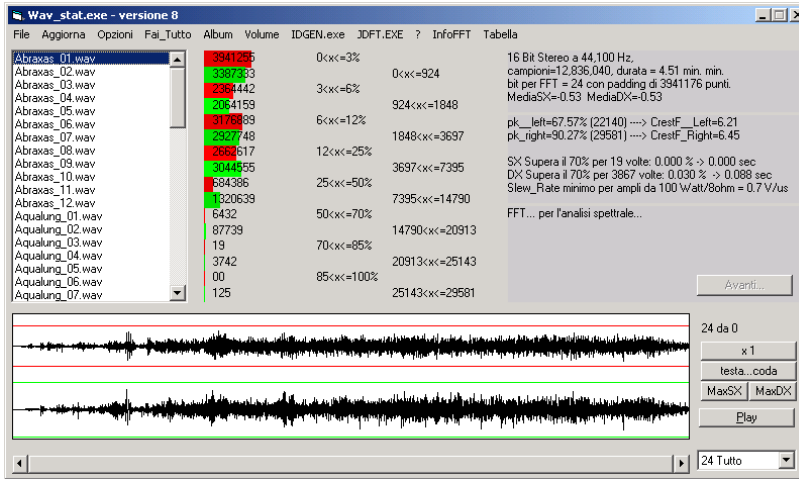 Wav_stat.exe - versione 8
File Aggiorna Opzioni Fai_Tutto Album Volume IDGEN.exe JDFT.EXE ? InfoFFT Tabella
Abraxas_01.wav
Abraxas_02.wav
Abraxas_03.wav
Abraxas_04.wav
Abraxas_05.wav
Abraxas_06.wav
Abraxas_07.wav
Abraxas_08.wav
Abraxas_09.wav
Abraxas_10.wav
Abraxas_11.wav
Abraxas_12.wav
Aqualung_01.wav
Aqualung_02.wav
Aqualung_03.wav
Aqualung_04.wav
Aqualung_05.wav
Aqualung_06.wav
Aqualung_07.wav
3941255 0<x<=3%
3387333 0<x<=924
2364442 3<x<=6%
2064159 924<x<=1848
3176889 6<x<=12%
2927748 1848<x<=3697
2662617 12<x<=25%
3044555 3697<x<=7395
684386 25<x<=50%
1320639 7395<x<=14790
6432 50<x<=70%
87739 14790<x<=20913
19 70<x<=85%
3742 20913<x<=25143
00 85<x<=100%
125 25143<x<=29581
16 Bit Stereo a 44,100 Hz,
campioni=12,836,040, durata = 4.51 min. min.
bit per FFT = 24 con padding di 3941176 punti.
MediaSX=-0.53 MediaDX=-0.53
pk__left=67.57% (22140) ----> CrestF__Left=6.21
pk_right=90.27% (29581) ----> CrestF_Right=6.45
SX Supera il 70% per 19 volte: 0.000 % -> 0.000 sec
DX Supera il 70% per 3867 volte: 0.030 % -> 0.088 sec
Slew_Rate minimo per ampli da 100 Watt/8ohm = 0.7 V/us
FFT... per l'analisi spettrale...
Avanti...
24 da 0
x 1
testa...coda
MaxSX MaxDX
Play
24 Tutto